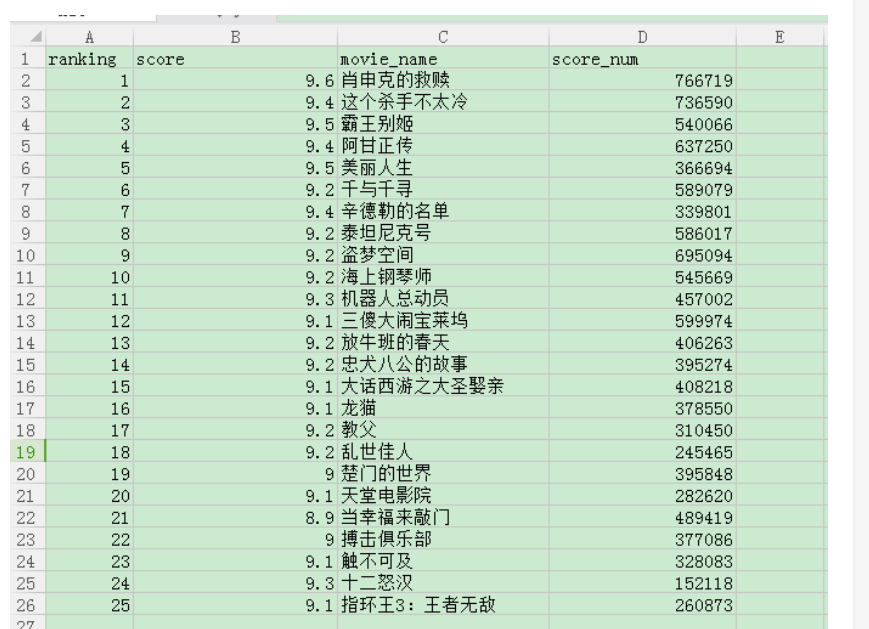 A B C D E
1 ranking score movie_name score_num
2 1 9.6 肖申克的救赎 766719
3 2 9.4 这个杀手不太冷 736590
4 3 9.5 霸王别姬 540066
5 4 9.4 阿甘正传 637250
6 5 9.5 美丽人生 366694
7 6 9.2 千与千寻 589079
8 7 9.4 辛德勒的名单 339801
9 8 9.2 泰坦尼克号 586017
10 9 9.2 盗梦空间 695094
11 10 9.2 海上钢琴师 545669
12 11 9.3 机器人总动员 457002
13 12 9.1 三傻大闹宝莱坞 599974
14 13 9.2 放牛班的春天 406263
15 14 9.2 忠犬八公的故事 395274
16 15 9.1 大话西游之大圣娶亲 408218
17 16 9.1 龙猫 378550
18 17 9.2 教父 310450
19 18 9.2 乱世佳人 245465
20 19 9 楚门的世界 395848
21 20 9.1 天堂电影院 282620
22 21 8.9 当幸福来敲门 489419
23 22 9 搏击俱乐部 377086
24 23 9.1 触不可及 328083
25 24 9.3 十二怒汉 152118
26 25 9.1 指环王3：王者无敌 260873
27